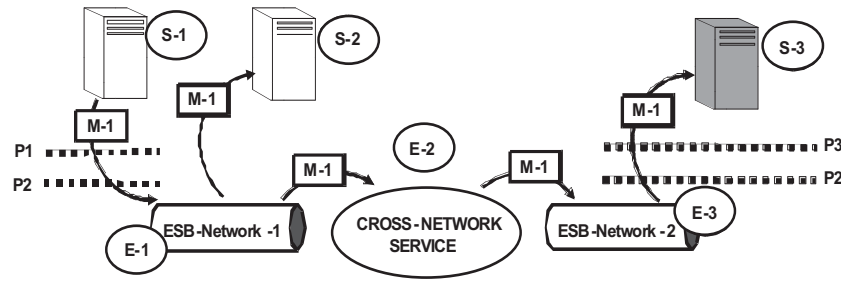 S-1
S-2
S-3
M-1
M-1
M-1
P1
P3
E-2
M-1
M-1
P2
P2
ESB-Network -1
CROSS-NETWORK
SERVICE
ESB-Network -2
E-3
E-1